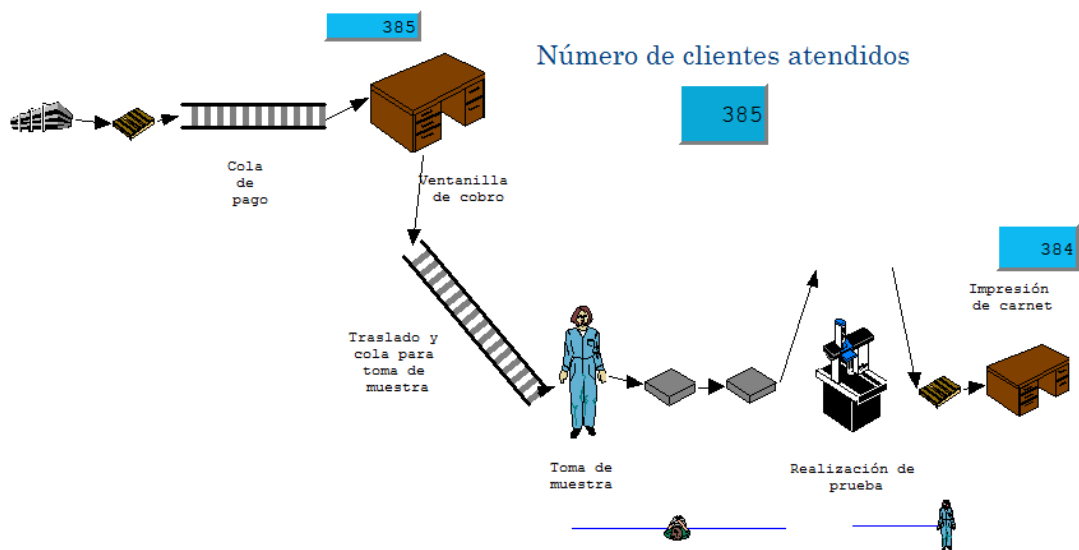 385
Número de clientes atendidos
385
Cola
de
pago
Ventanilla
de cobro
384
Impresión
de carnet
Traslado y
cola para
toma de
muestra
Toma de
muestra
Realización de
prueba